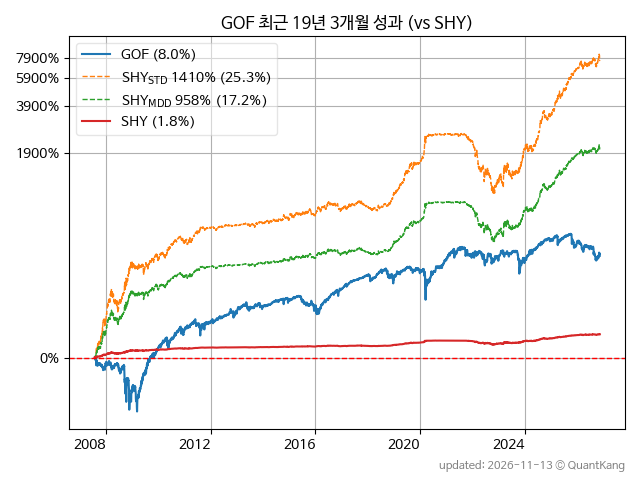 GOF 최근 19년 3개월 성과 (vs SHY)
GOF (8.0%)
SHY_STD 1410% (25.3%)
SHY_MDD 958% (17.2%)
SHY (1.8%)
7900%
5900%
3900%
1900%
0%
2008 2012 2016 2020 2024
updated: 2026-11-13 © QuantKang